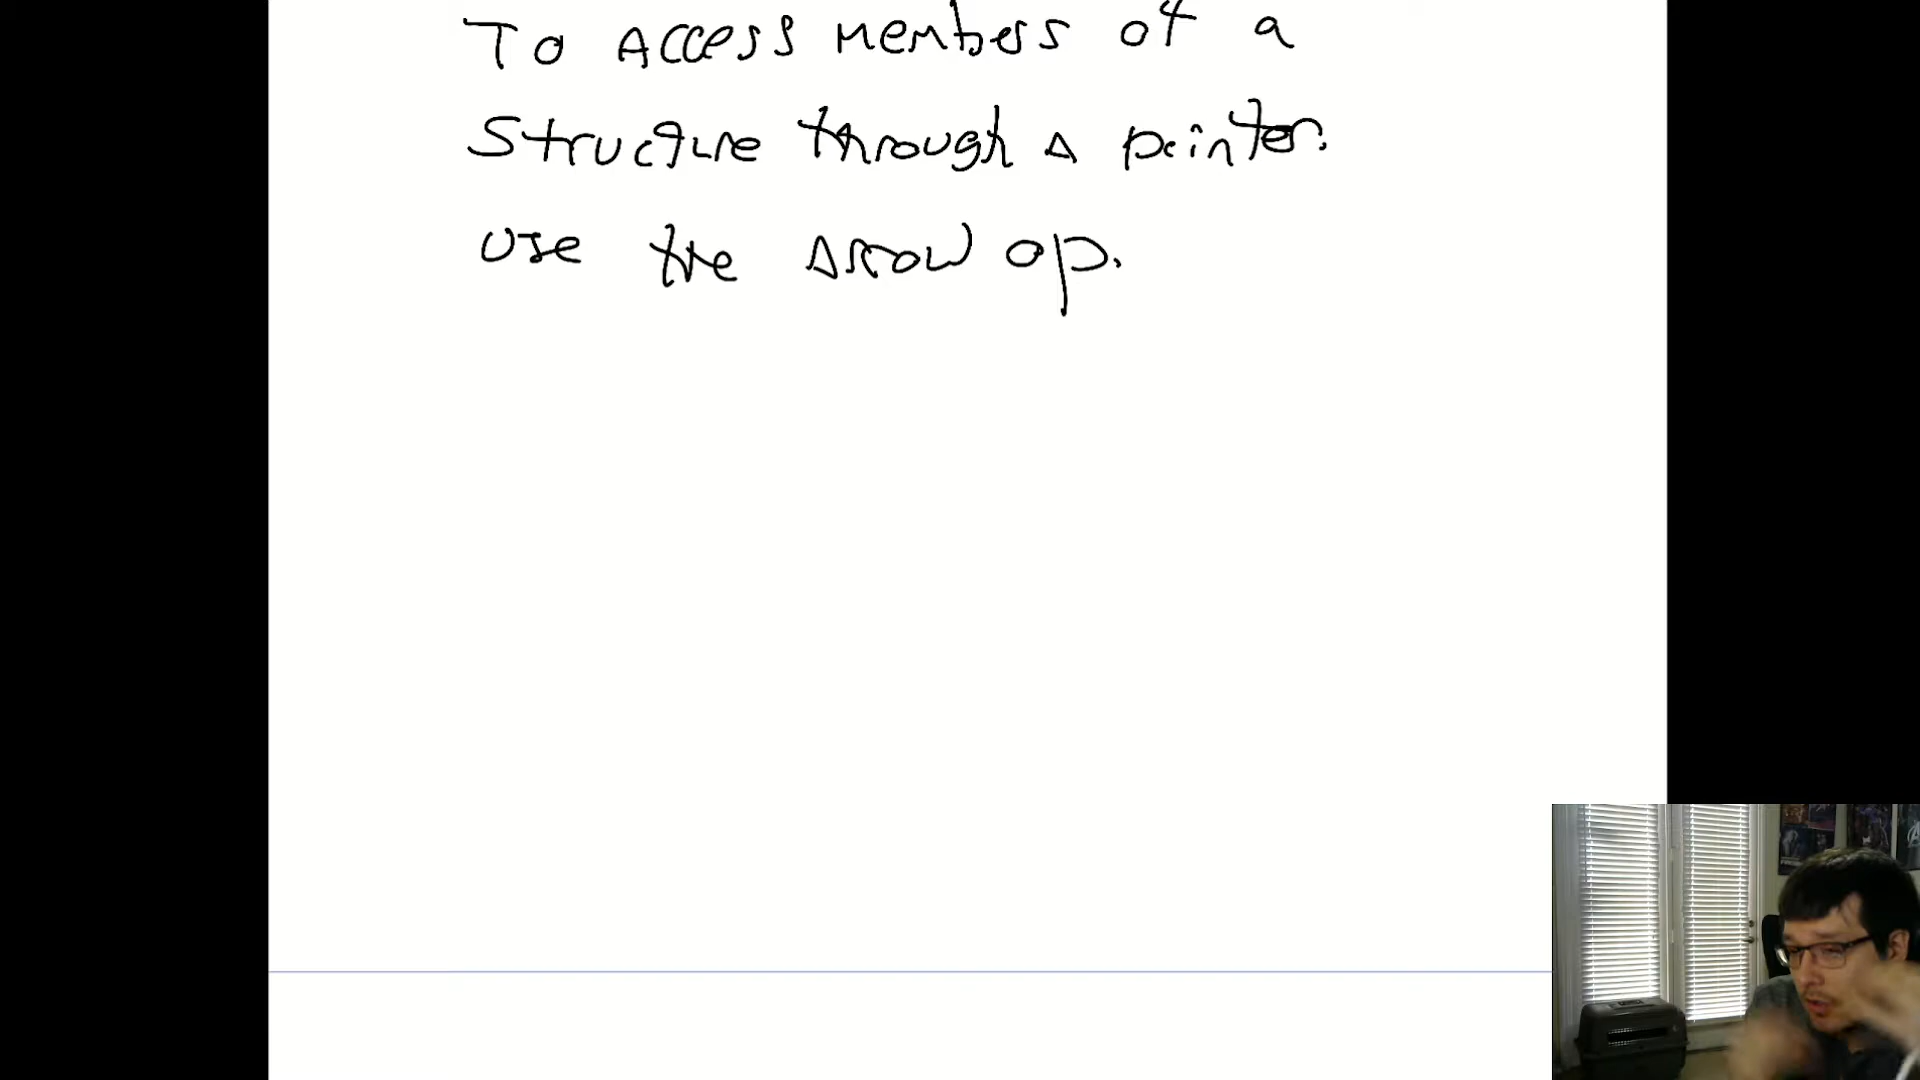 To Access Members of a
Structure through a pointer.
use the Arrow op.